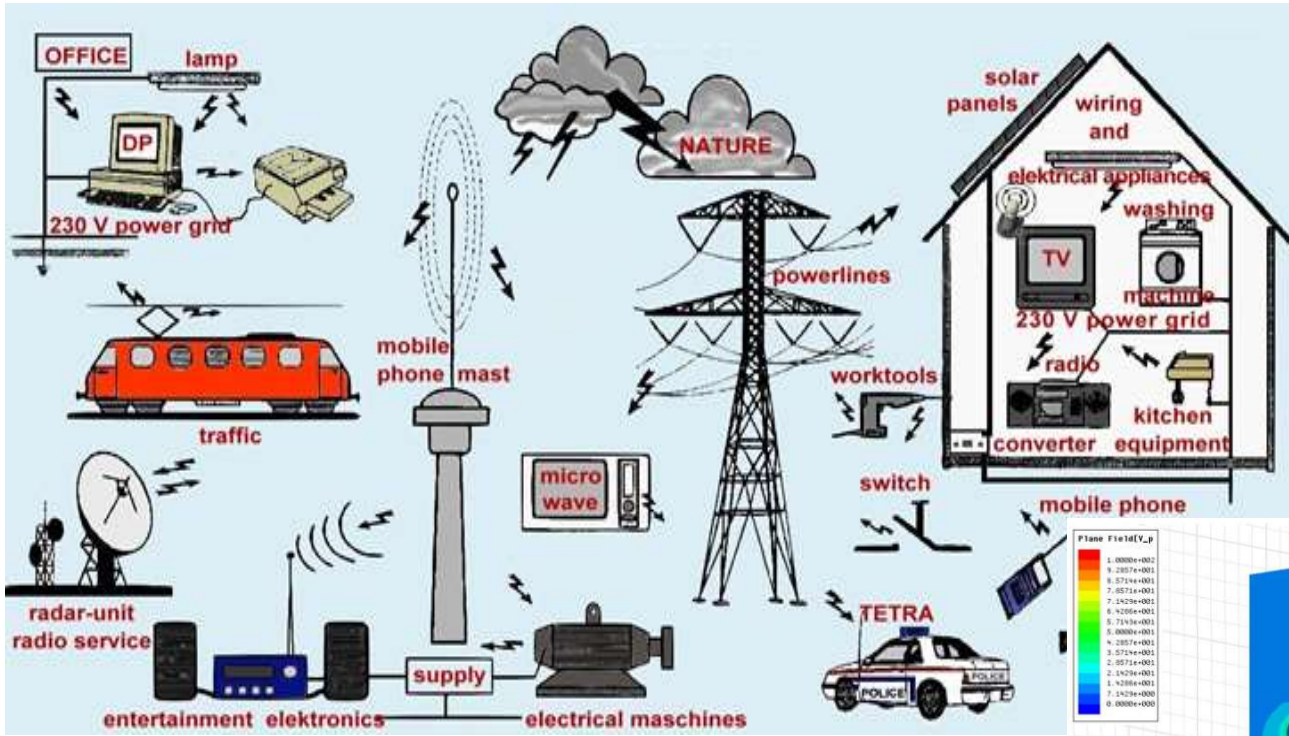 OFFICE
lamp
DP
230 V power grid
NATURE
solar
panels
wiring
and
elektrical appliances
washing
TV
machine
230 V power grid
radio
kitchen
converter equipment
powerlines
mobile
phone mast
worktools
traffic
micro
wave
switch
mobile phone
radar-unit
radio service
TETRA
POLICE
POLICE
supply
entertainment elektronics
electrical maschines
Plane Field[V_p
1.0000e+002
9.2857e+001
8.5714e+001
7.8571e+001
7.1429e+001
6.4286e+001
5.7143e+001
5.0000e+001
4.2857e+001
3.5714e+001
2.8571e+001
2.1429e+001
1.4286e+001
7.1429e+000
0.0000e+000